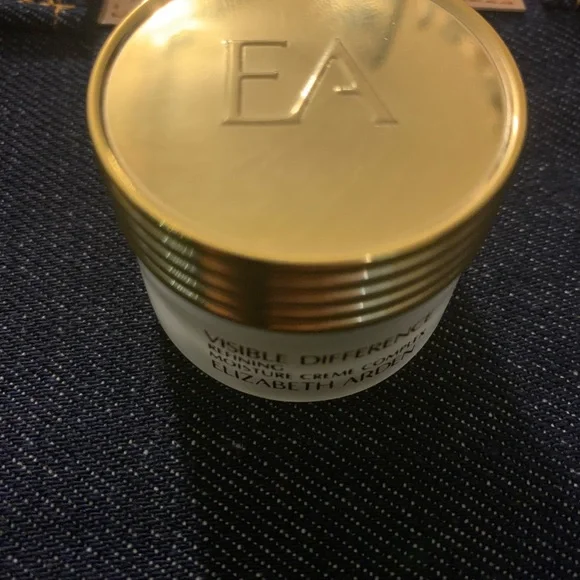 EA
VISIBLE DIFFERENCE
REFINING
MOISTURE CREME COMPLEX
ELIZABETH ARDEN